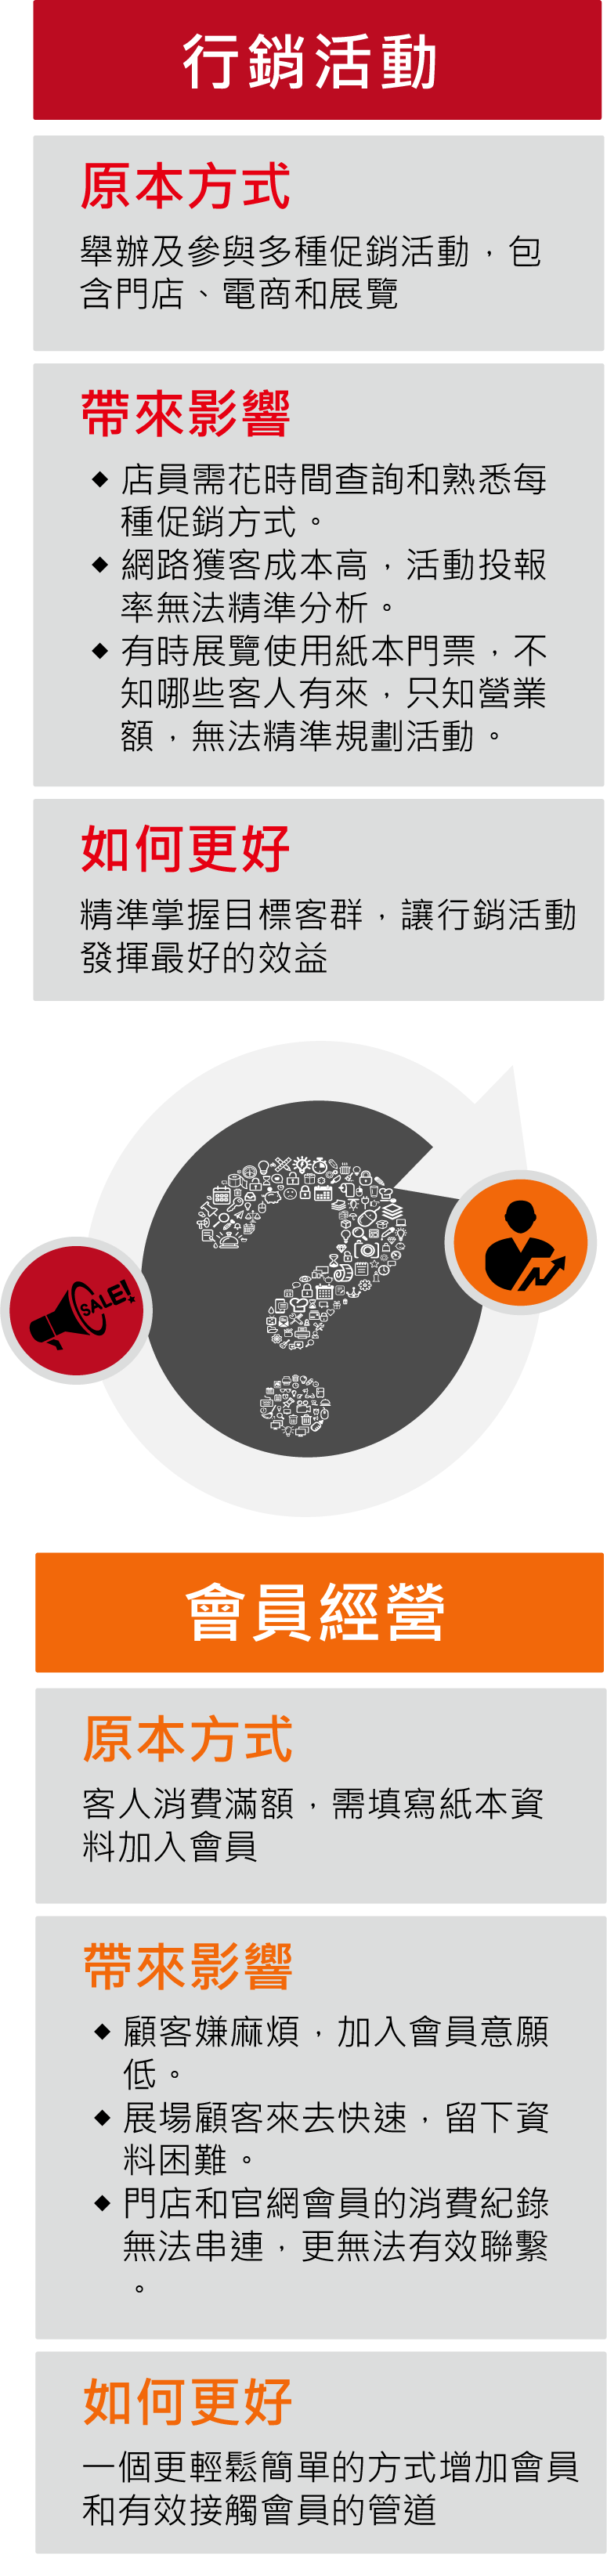 行銷活動
原本方式
舉辦及參與多種促銷活動，包
含門店、電商和展覽
帶來影響
◆ 店員需花時間查詢和熟悉每
種促銷方式。
◆ 網路獲客成本高，活動投報
率無法精準分析。
◆ 有時展覽使用紙本門票，不
知哪些客人有來，只知營業
額，無法精準規劃活動。
如何更好
精準掌握目標客群，讓行銷活動
發揮最好的效益
SALE!
會員經營
原本方式
客人消費滿額，需填寫紙本資
料加入會員
帶來影響
◆ 顧客嫌麻煩，加入會員意願
低。
◆ 展場顧客來去快速，留下資
料困難。
◆ 門店和官網會員的消費紀錄
無法串連，更無法有效聯繫
。
如何更好
一個更輕鬆簡單的方式增加會員
和有效接觸會員的管道